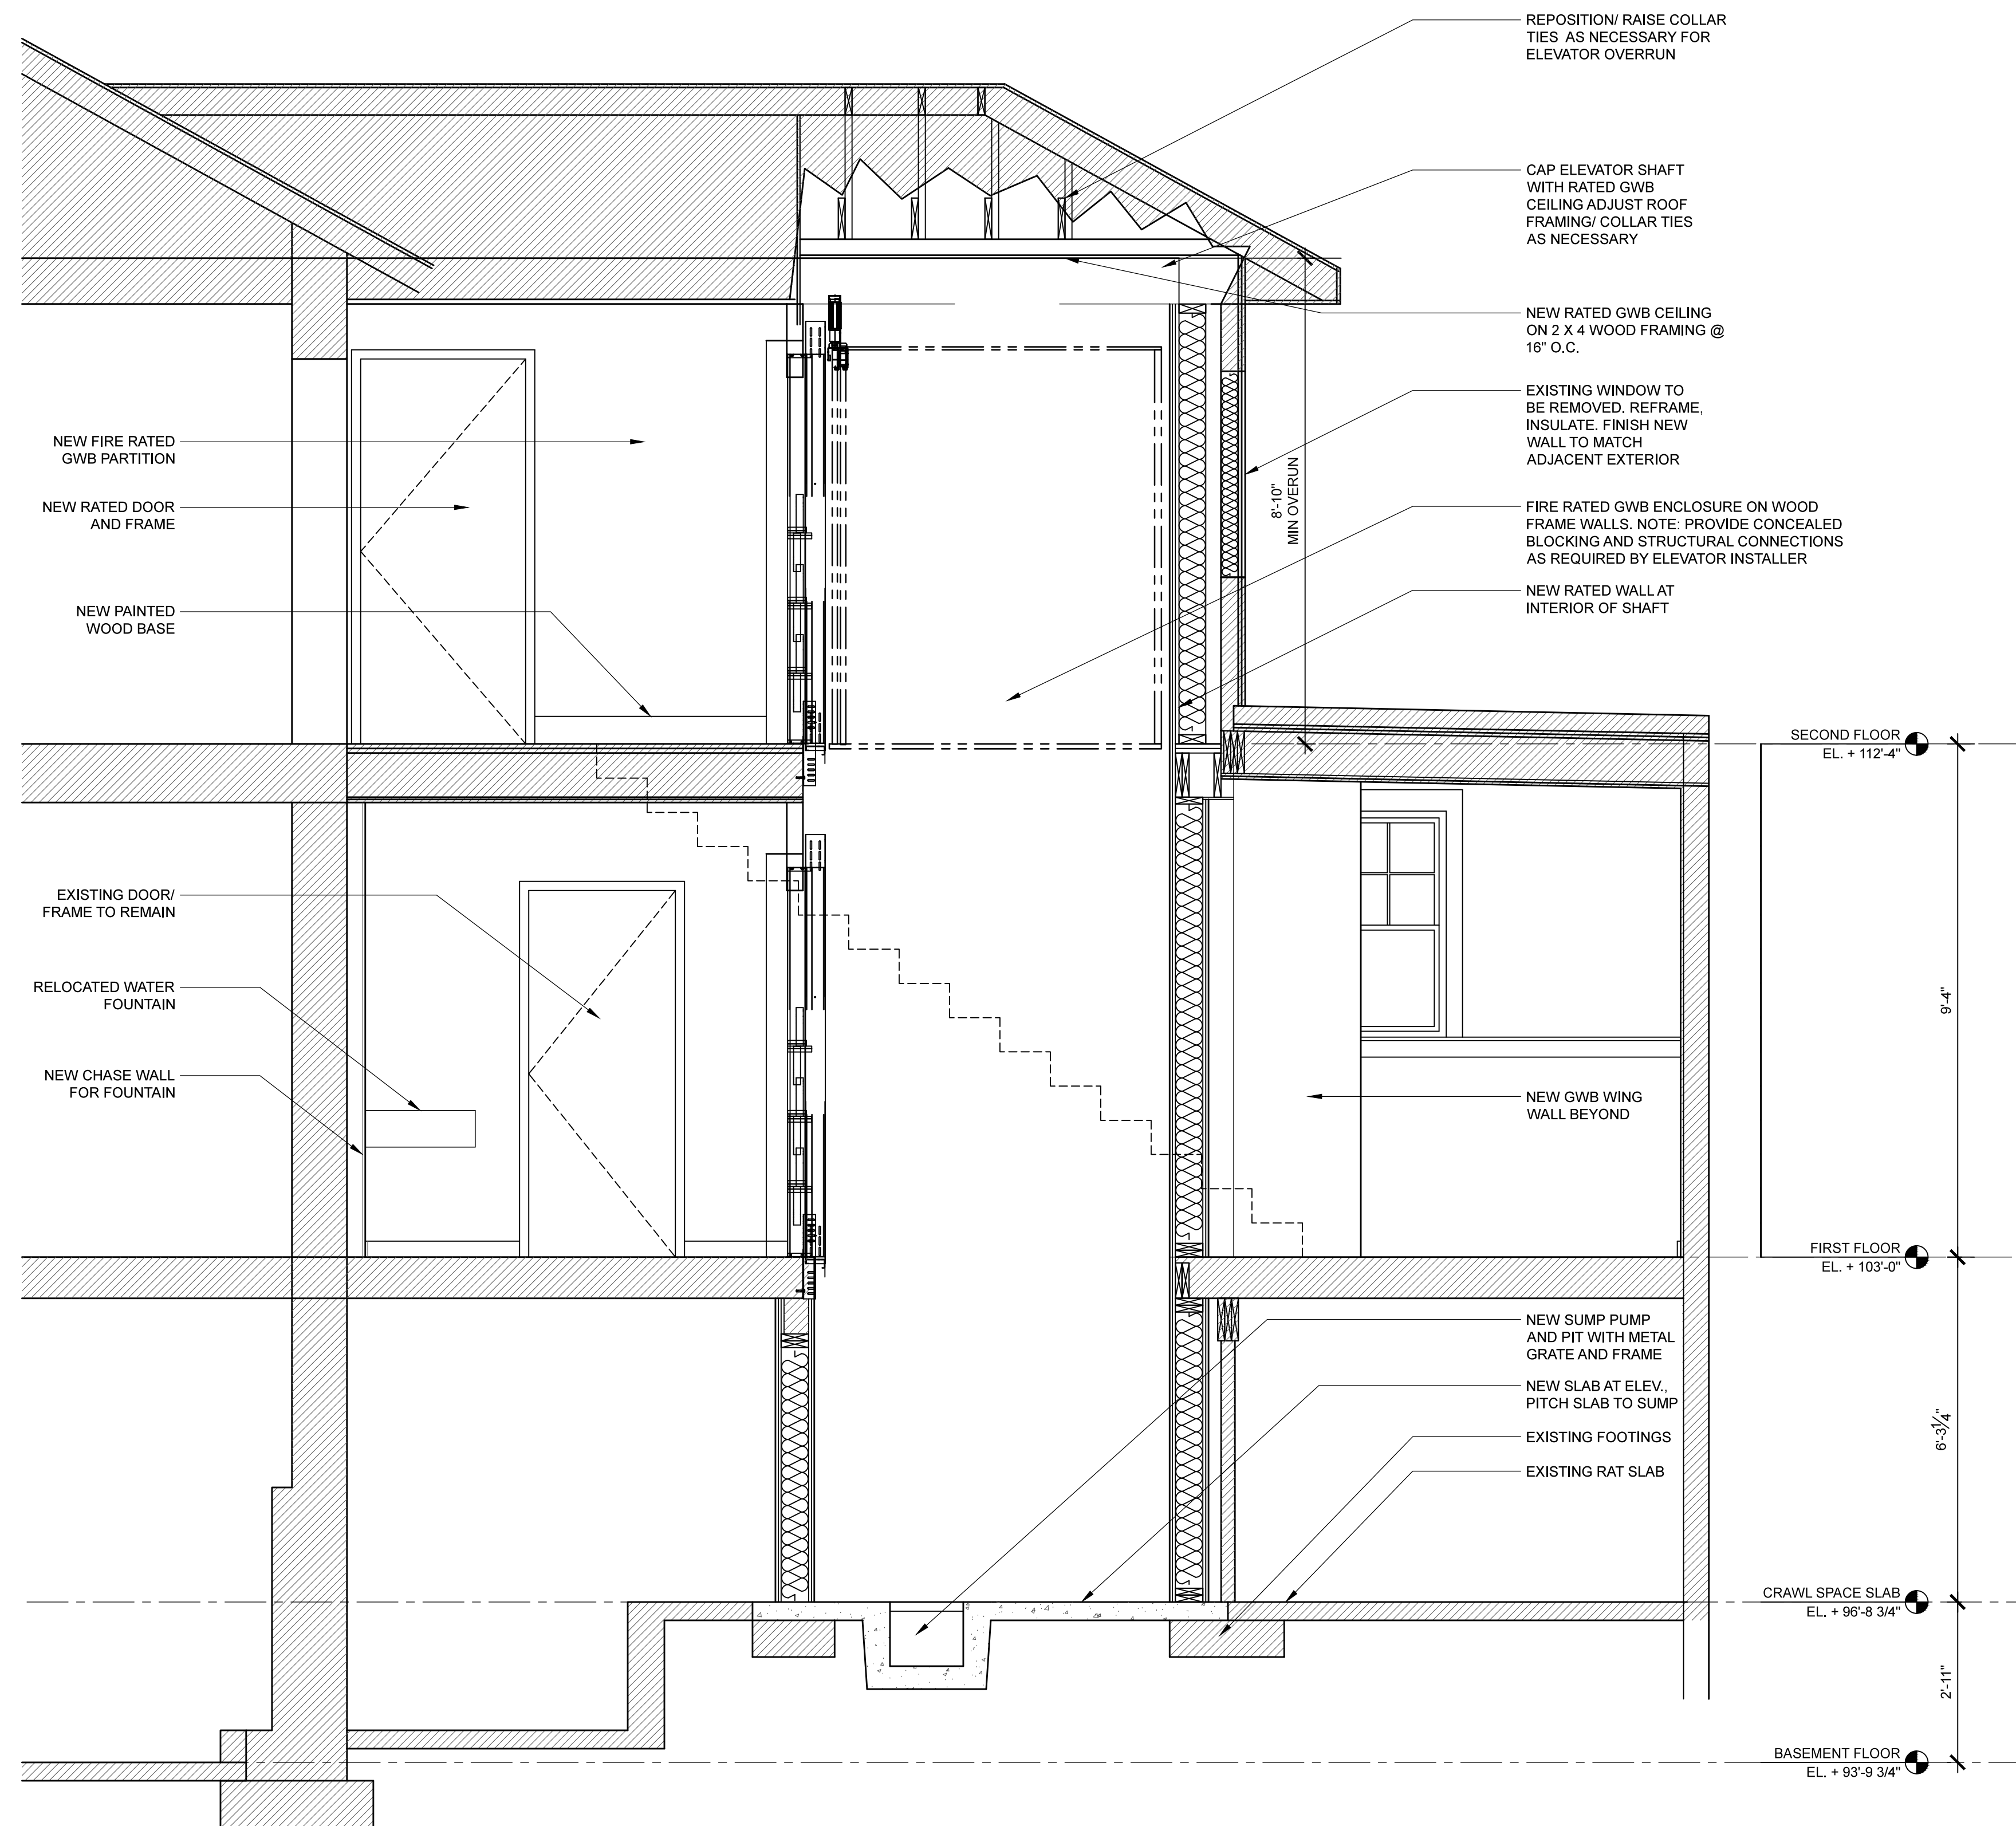 REPOSITION/ RAISE COLLAR
TIES AS NECESSARY FOR
ELEVATOR OVERRUN
CAP ELEVATOR SHAFT
WITH RATED GWB
CEILING ADJUST ROOF
FRAMING/ COLLAR TIES
AS NECESSARY
NEW RATED GWB CEILING
ON 2 X 4 WOOD FRAMING @
16" O.C.
EXISTING WINDOW TO
BE REMOVED. REFRAME,
INSULATE. FINISH NEW
WALL TO MATCH
ADJACENT EXTERIOR
FIRE RATED GWB ENCLOSURE ON WOOD
FRAME WALLS. NOTE: PROVIDE CONCEALED
BLOCKING AND STRUCTURAL CONNECTIONS
AS REQUIRED BY ELEVATOR INSTALLER
NEW RATED WALL AT
INTERIOR OF SHAFT
8'-10"
MIN OVERUN
NEW FIRE RATED
GWB PARTITION
NEW RATED DOOR
AND FRAME
NEW PAINTED
WOOD BASE
EXISTING DOOR/
FRAME TO REMAIN
RELOCATED WATER
FOUNTAIN
NEW CHASE WALL
FOR FOUNTAIN
NEW GWB WING
WALL BEYOND
NEW SUMP PUMP
AND PIT WITH METAL
GRATE AND FRAME
NEW SLAB AT ELEV.,
PITCH SLAB TO SUMP
EXISTING FOOTINGS
EXISTING RAT SLAB
SECOND FLOOR
EL. + 112'-4"
9'-4"
FIRST FLOOR
EL. + 103'-0"
6'-31/4"
CRAWL SPACE SLAB
EL. + 96'-8 3/4"
2'-11"
BASEMENT FLOOR
EL. + 93'-9 3/4"